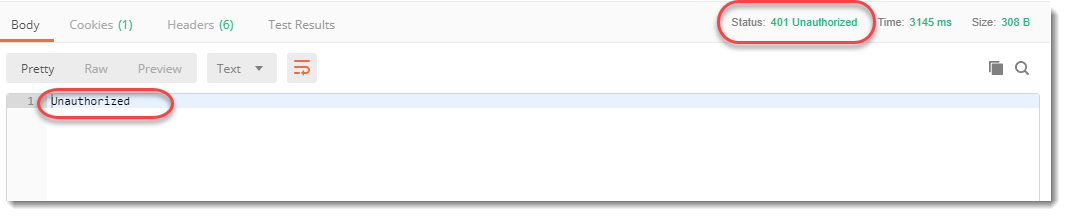 Body Cookies (1) Headers (6) Test Results Status: 401 Unauthorized Time: 3145 ms Size: 308 B
Pretty Raw Preview Text
1 Unauthorized